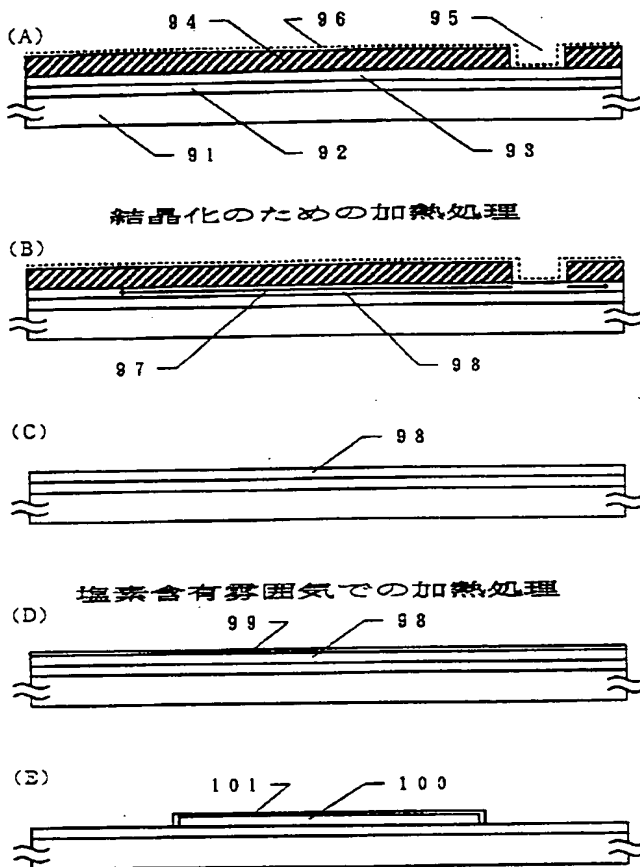 (A)
94 96 95
91 92 93
結晶化のための加熱処理
(B)
97 98
(C)
98
塩素含有雰囲気での加熱処理
(D)
99 98
(E)
101 100